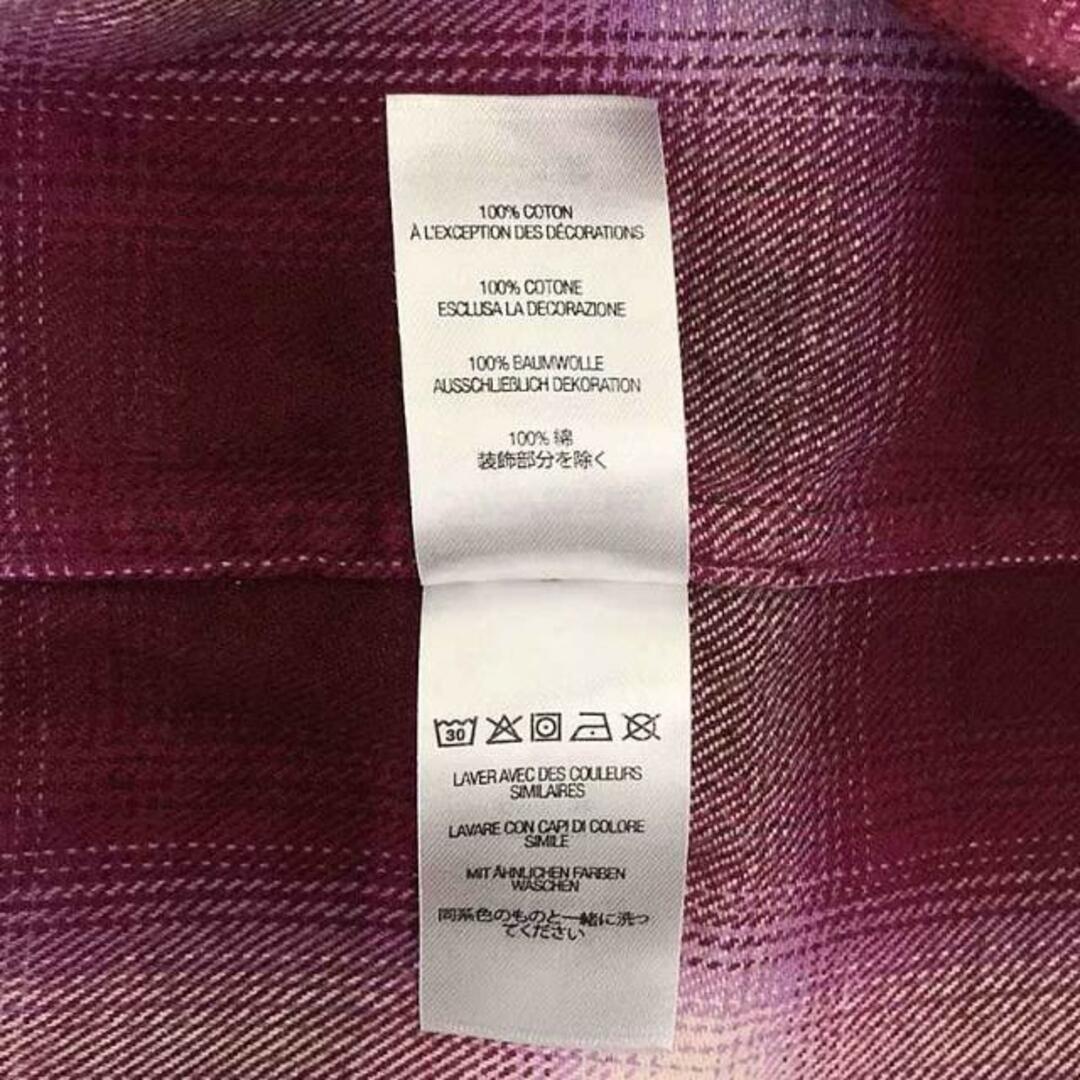 100% COTON
À L'EXCEPTION DES DÉCORATIONS
100% COTONE
ESCLUSA LA DECORAZIONE
100% BAUMWOLLE
AUSSCHLIEßLICH DEKORATION
100% 綿
装飾部分を除く
30
LAVER AVEC DES COULEURS
SIMILAIRES
LAVARE CON CAPI DI COLORE
SIMILE
MIT ÄHNLICHEN FARBEN
WASCHEN
同系色のものと一緒に洗っ
てください